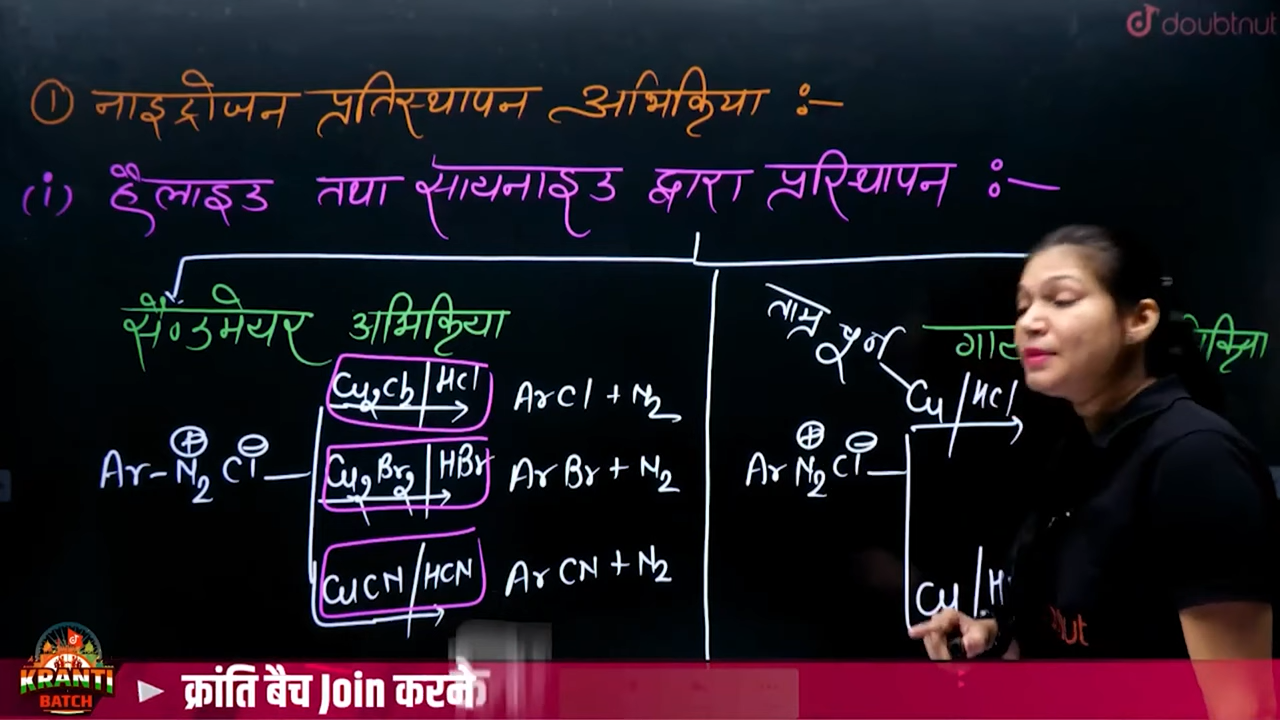 doubtnut
① नाइट्रोजन प्रतिस्थापन अभिक्रिया :-
(i) हैलाइड तथा सायनाइड द्वारा प्रतिस्थापन :-
सैण्डमेयर अभिक्रिया
Cu₂Cl₂ | HCl ArCl + N₂
Ar-N₂⊕ Cl⊖
Cu₂Br₂ | HBr ArBr + N₂
CuCN / HCN ArCN + N₂
ताम्र चूर्ण
Cu / HCl
ArN₂⊕ Cl⊖
Cu / H
KRANTI
BATCH
क्रांति बैच Join करके